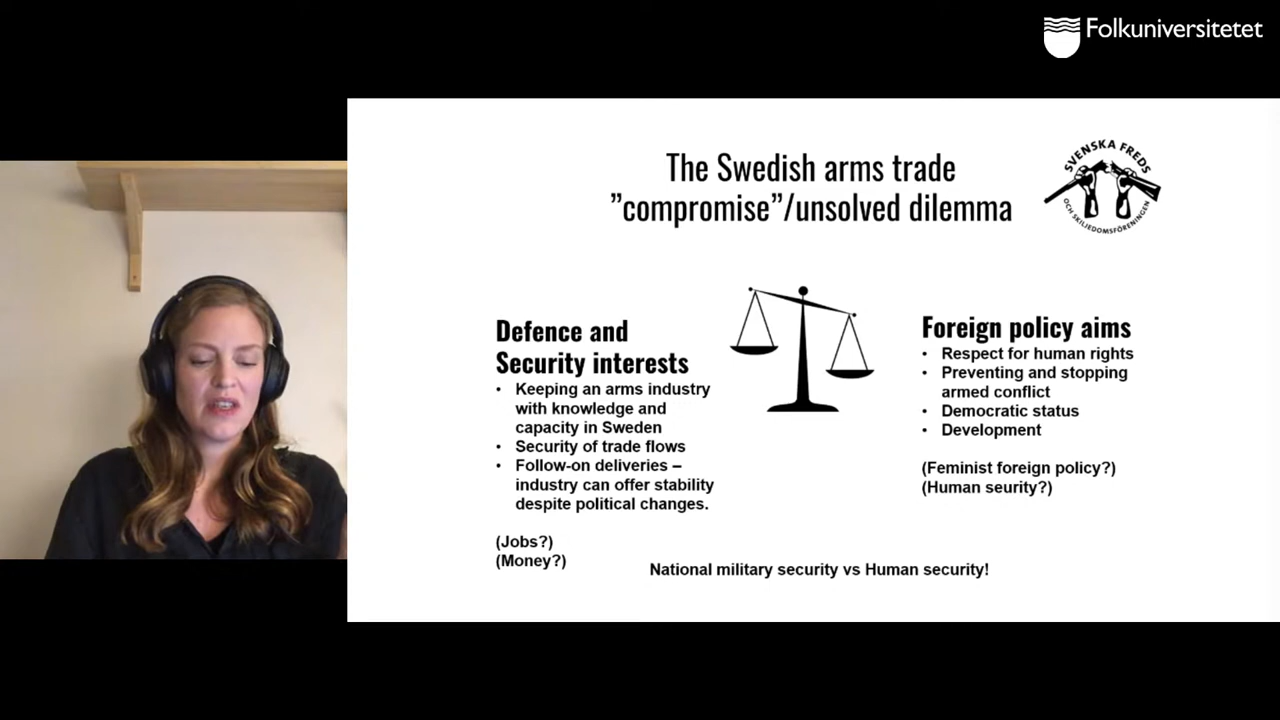 Folkuniversitetet
The Swedish arms trade
”compromise”/unsolved dilemma
SVENSKA FREDS
OCH SKILJEDOMSFÖRENINGEN
Defence and
Security interests
• Keeping an arms industry
with knowledge and
capacity in Sweden
• Security of trade flows
• Follow-on deliveries –
industry can offer stability
despite political changes.
(Jobs?)
(Money?)
Foreign policy aims
• Respect for human rights
• Preventing and stopping
armed conflict
• Democratic status
• Development
(Feminist foreign policy?)
(Human seurity?)
National military security vs Human security!